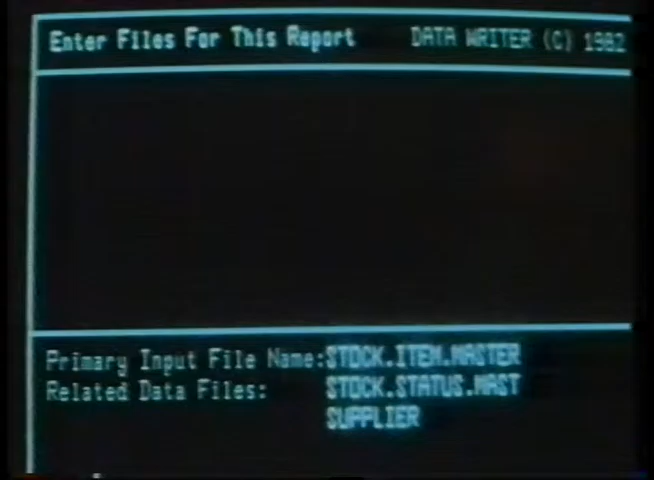 Enter Files For This Report DATA WRITER (C) 1982
Primary Input File Name:STOCK.ITEM.MASTER
Related Data Files: STOCK.STATUS.MAST
SUPPLIER